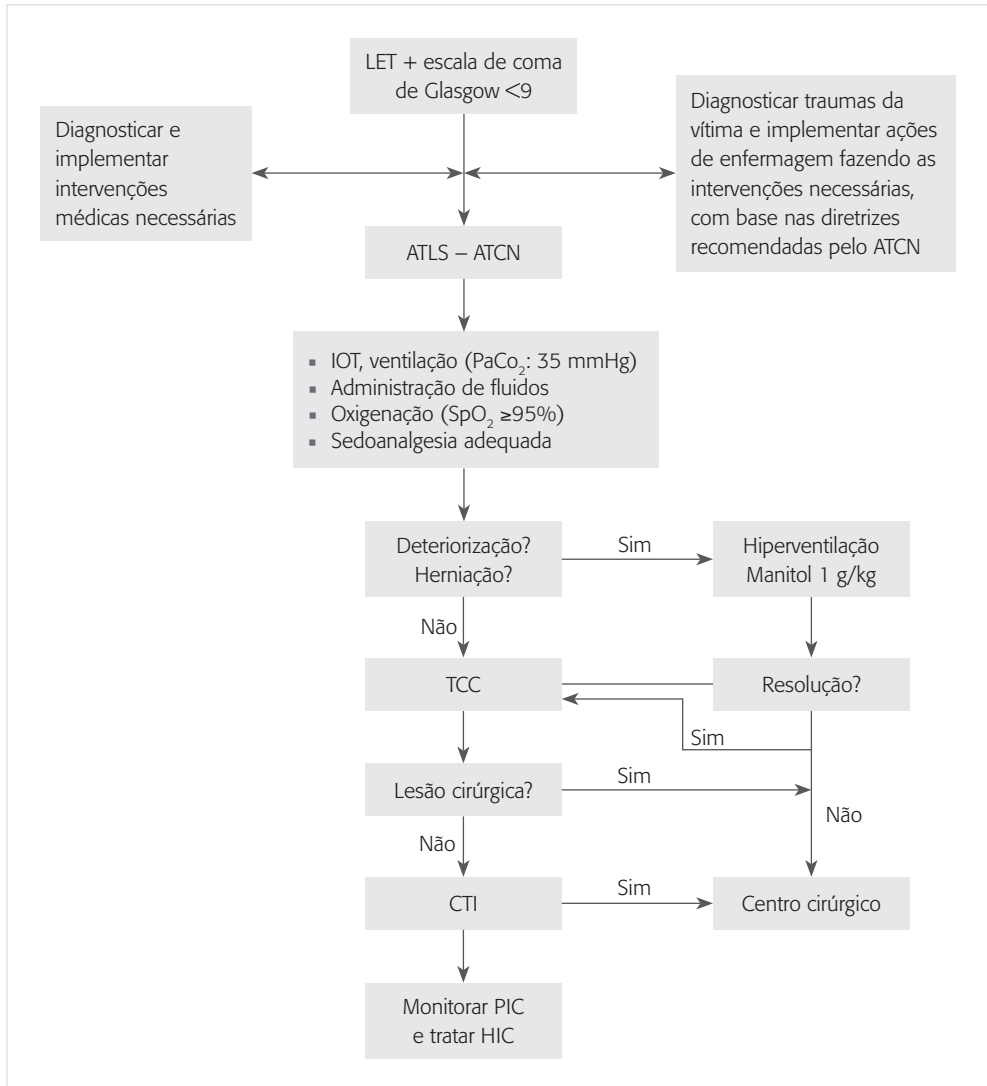 LET + escala de coma
de Glasgow <9
Diagnosticar e
implementar
intervenções
médicas necessárias
Diagnosticar traumas da
vítima e implementar ações
de enfermagem fazendo as
intervenções necessárias,
com base nas diretrizes
recomendadas pelo ATCN
ATLS – ATCN
▪ IOT, ventilação (PaCo₂: 35 mmHg)
▪ Administração de fluidos
▪ Oxigenação (SpO₂ ≥95%)
▪ Sedoanalgesia adequada
Deteriorização?
Herniação?
Sim
Hiperventilação
Manitol 1 g/kg
Não
TCC
Resolução?
Sim
Lesão cirúrgica?
Sim
Não
Não
CTI
Sim
Centro cirúrgico
Monitorar PIC
e tratar HIC